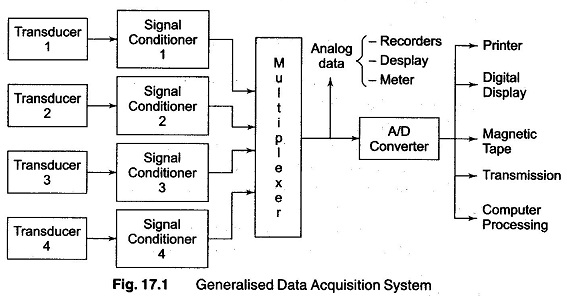 Transducer
1
Signal
Conditioner
1
Transducer
2
Signal
Conditioner
2
Transducer
3
Signal
Conditioner
3
Transducer
4
Signal
Conditioner
4
Multiplexer
Analog
data
– Recorders
– Desplay
– Meter
A/D
Converter
Printer
Digital
Display
Magnetic
Tape
Transmission
Computer
Processing
Fig. 17.1 Generalised Data Acquisition System